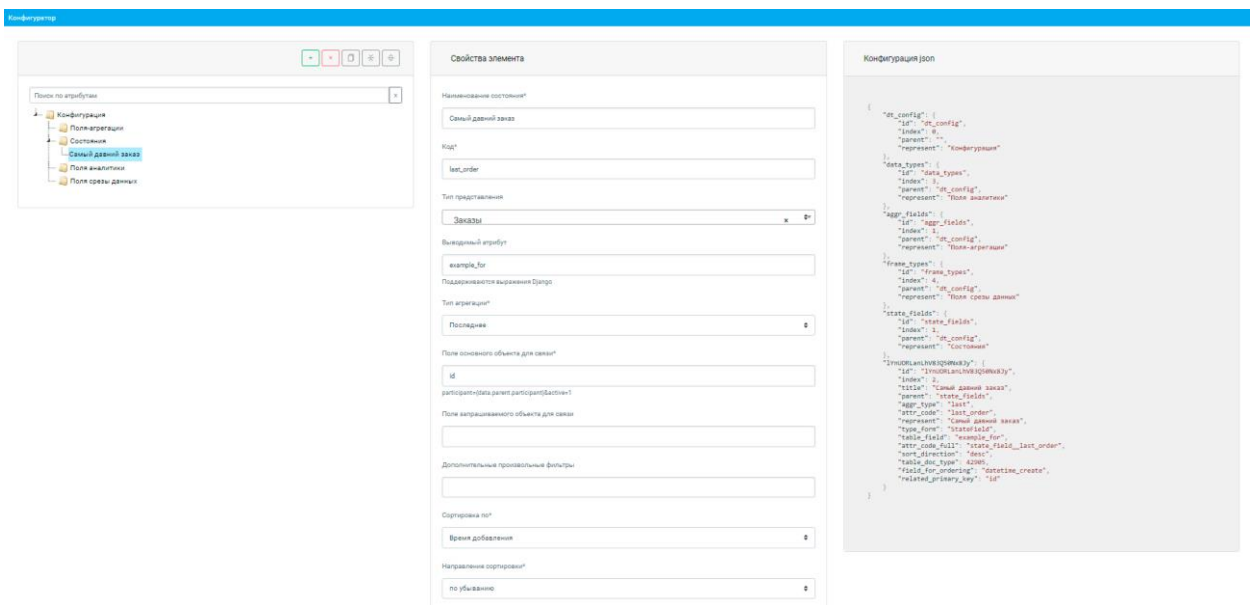 Конфигуратор
Поиск по атрибутам
Конфигурация
Поля-агрегации
Состояния
Самый давний заказ
Поля аналитики
Поля срезы данных
Свойства элемента
Наименование состояния*
Самый давний заказ
Код*
last_order
Тип представления
Заказы
Выводимый атрибут
example_for
Поддерживаются выражения Django
Тип агрегации*
Последнее
Поле основного объекта для связи*
id
participant={data.parent.participant}&active=1
Поле запрашиваемого объекта для связи
Дополнительные произвольные фильтры
Сортировка по*
Время добавления
Направление сортировки*
по убыванию
Конфигурация json
{
"dt_config": {
"id": "dt_config",
"index": 0,
"parent": "",
"represent": "Конфигурация"
},
"data_types": {
"id": "data_types",
"index": 3,
"parent": "dt_config",
"represent": "Поля аналитики"
},
"aggr_fields": {
"id": "aggr_fields",
"index": 1,
"parent": "dt_config",
"represent": "Поля-агрегации"
},
"frame_types": {
"id": "frame_types",
"index": 4,
"parent": "dt_config",
"represent": "Поля срезы данных"
},
"state_fields": {
"id": "state_fields",
"index": 1,
"parent": "dt_config",
"represent": "Состояния"
},
"id":
"index": 2,
"title": "Самый давний заказ",
"parent": "state_fields",
"aggr_type": "last",
"attr_code": "last_order",
"represent": "Самый давний заказ",
"type_form": "StateField",
"table_field": "example_for",
"attr_code_full": "state_field__last_order",
"sort_direction": "desc",
"table_doc_type": 42905,
"field_for_ordering": "datetime_create",
"related_primary_key": "id"
}
}